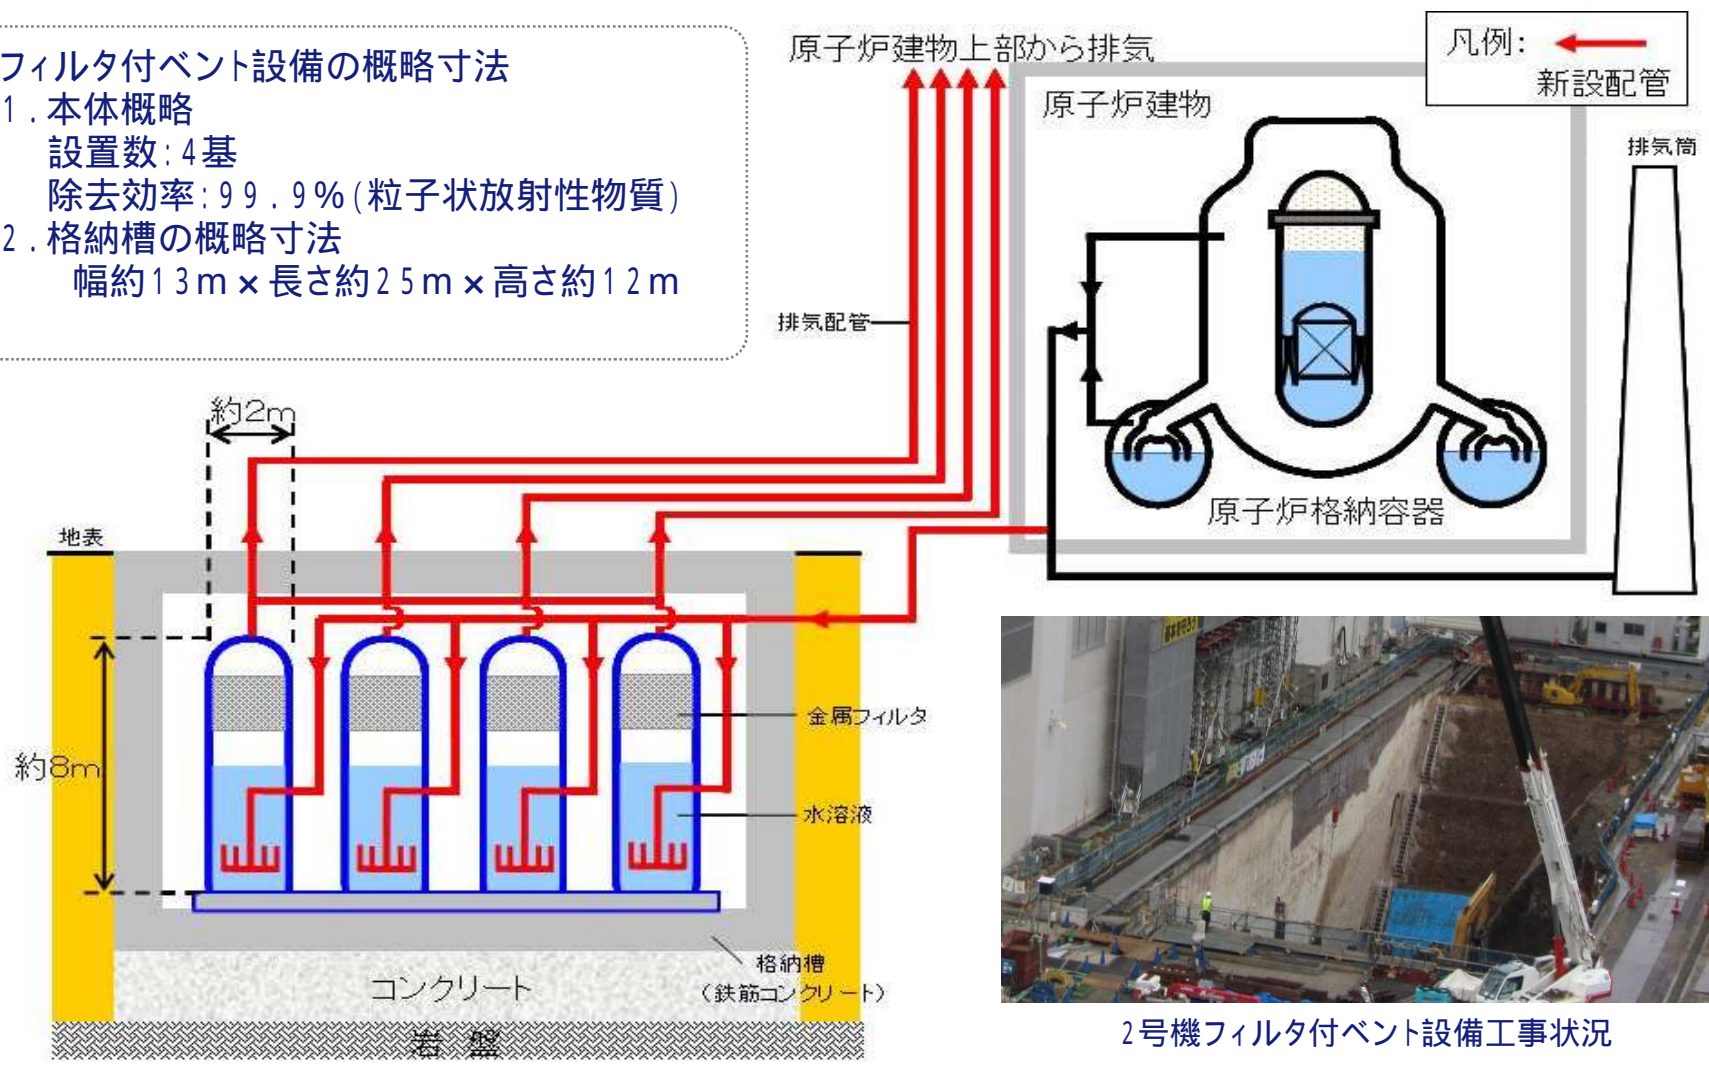 フィルタ付ベント設備の概略寸法
1.本体概略
設置数:4基
除去効率:99.9%(粒子状放射性物質)
2.格納槽の概略寸法
幅約13m×長さ約25m×高さ約12m
原子炉建物上部から排気
凡例:
新設配管
原子炉建物
排気筒
排気配管
原子炉格納容器
約2m
地表
約8m
金属フィルタ
水溶液
格納槽
(鉄筋コンクリート)
コンクリート
岩盤
2号機フィルタ付ベント設備工事状況